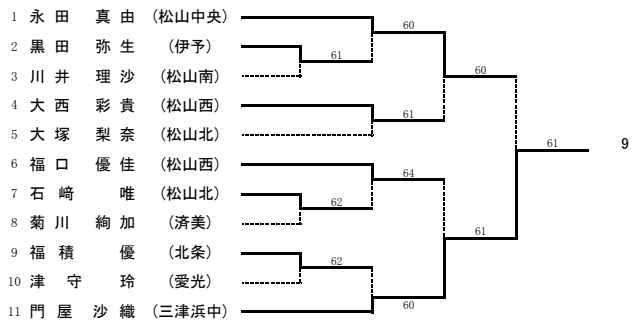 1 永田 真由 (松山中央)
60
2 黒田 弥生 (伊予)
61
3 川井 理沙 (松山南)
60
4 大西 彩貴 (松山西)
61
5 大塚 梨奈 (松山北)
61 9
6 福口 優佳 (松山西)
64
7 石﨑 唯 (松山北)
62
8 菊川 絢加 (済美)
61
9 福積 優 (北条)
62
10 津守 玲 (愛光)
60
11 門屋 沙織 (三津浜中)